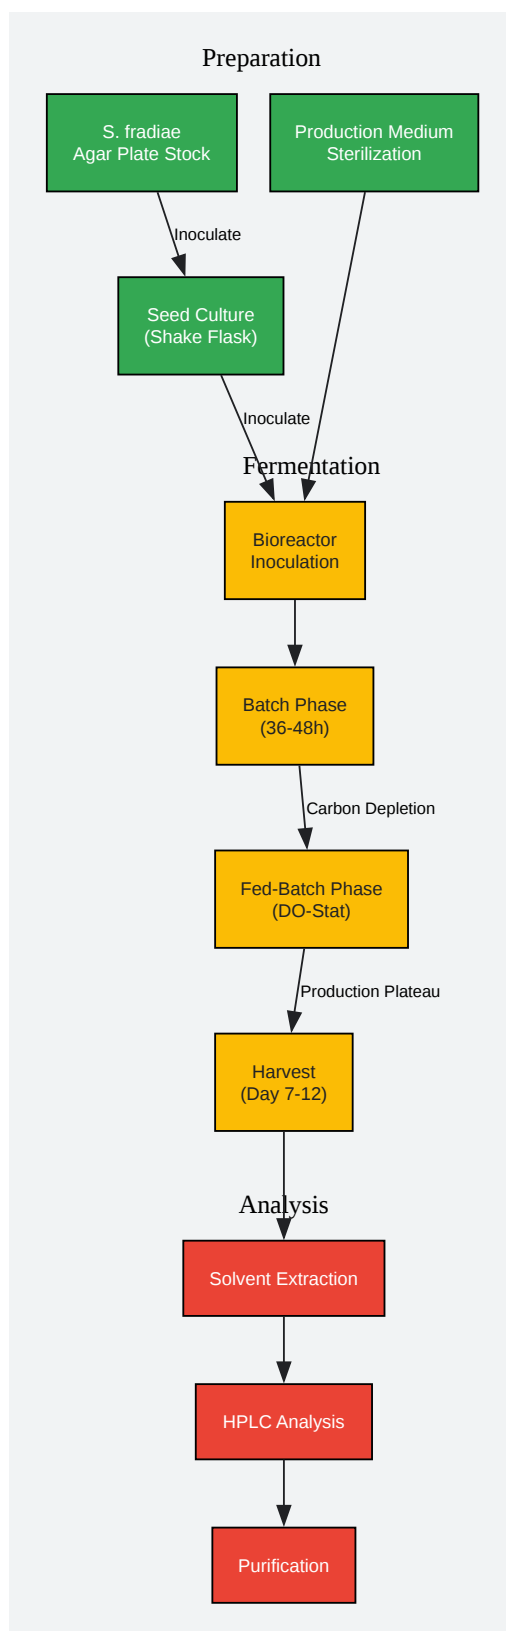 Preparation
S. fradiae
Agar Plate Stock
Production Medium
Sterilization
Inoculate
Seed Culture
(Shake Flask)
Inoculate
Fermentation
Bioreactor
Inoculation
Batch Phase
(36-48h)
Carbon Depletion
Fed-Batch Phase
(DO-Stat)
Production Plateau
Harvest
(Day 7-12)
Analysis
Solvent Extraction
HPLC Analysis
Purification